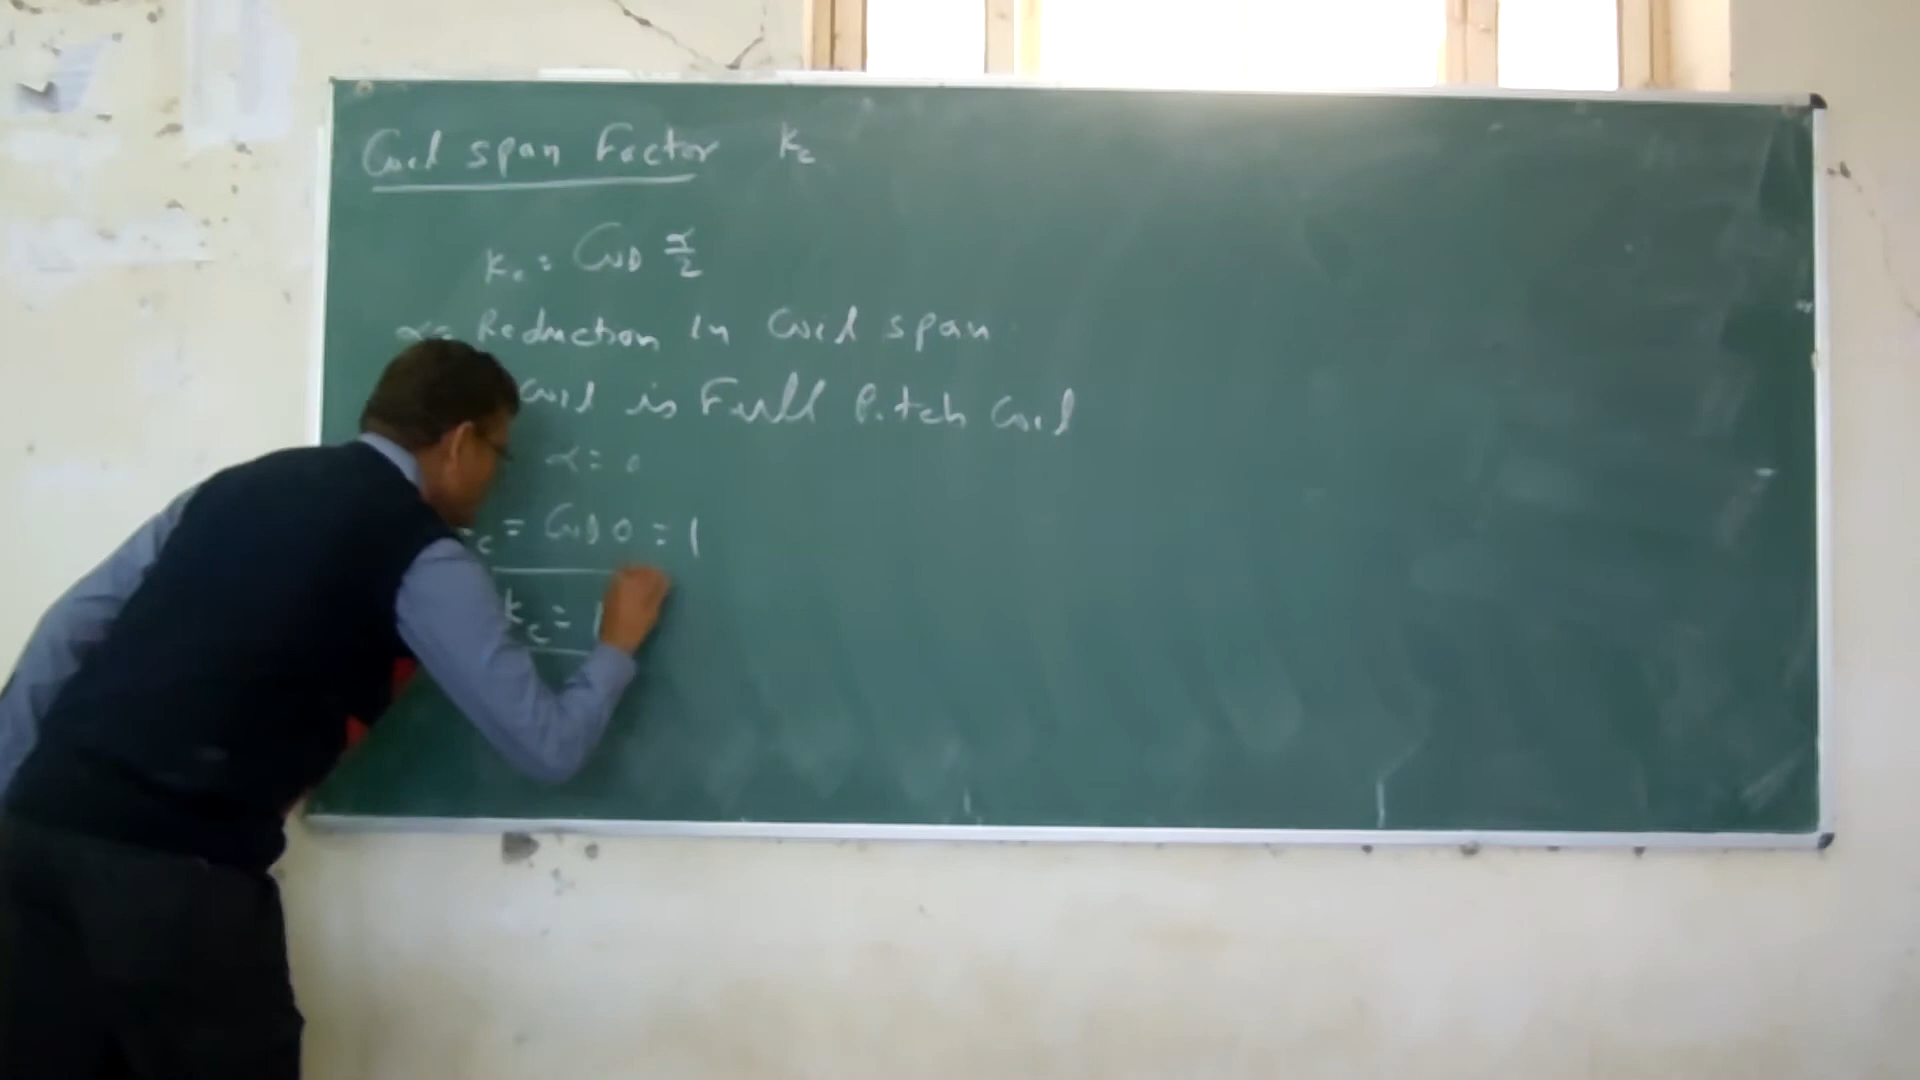 Coil span Factor Kc
Kc = Cos α/2
α = Reduction in Coil span
Coil is Full Pitch Coil
α = 0
c = Cos 0 = 1
Kc = 1